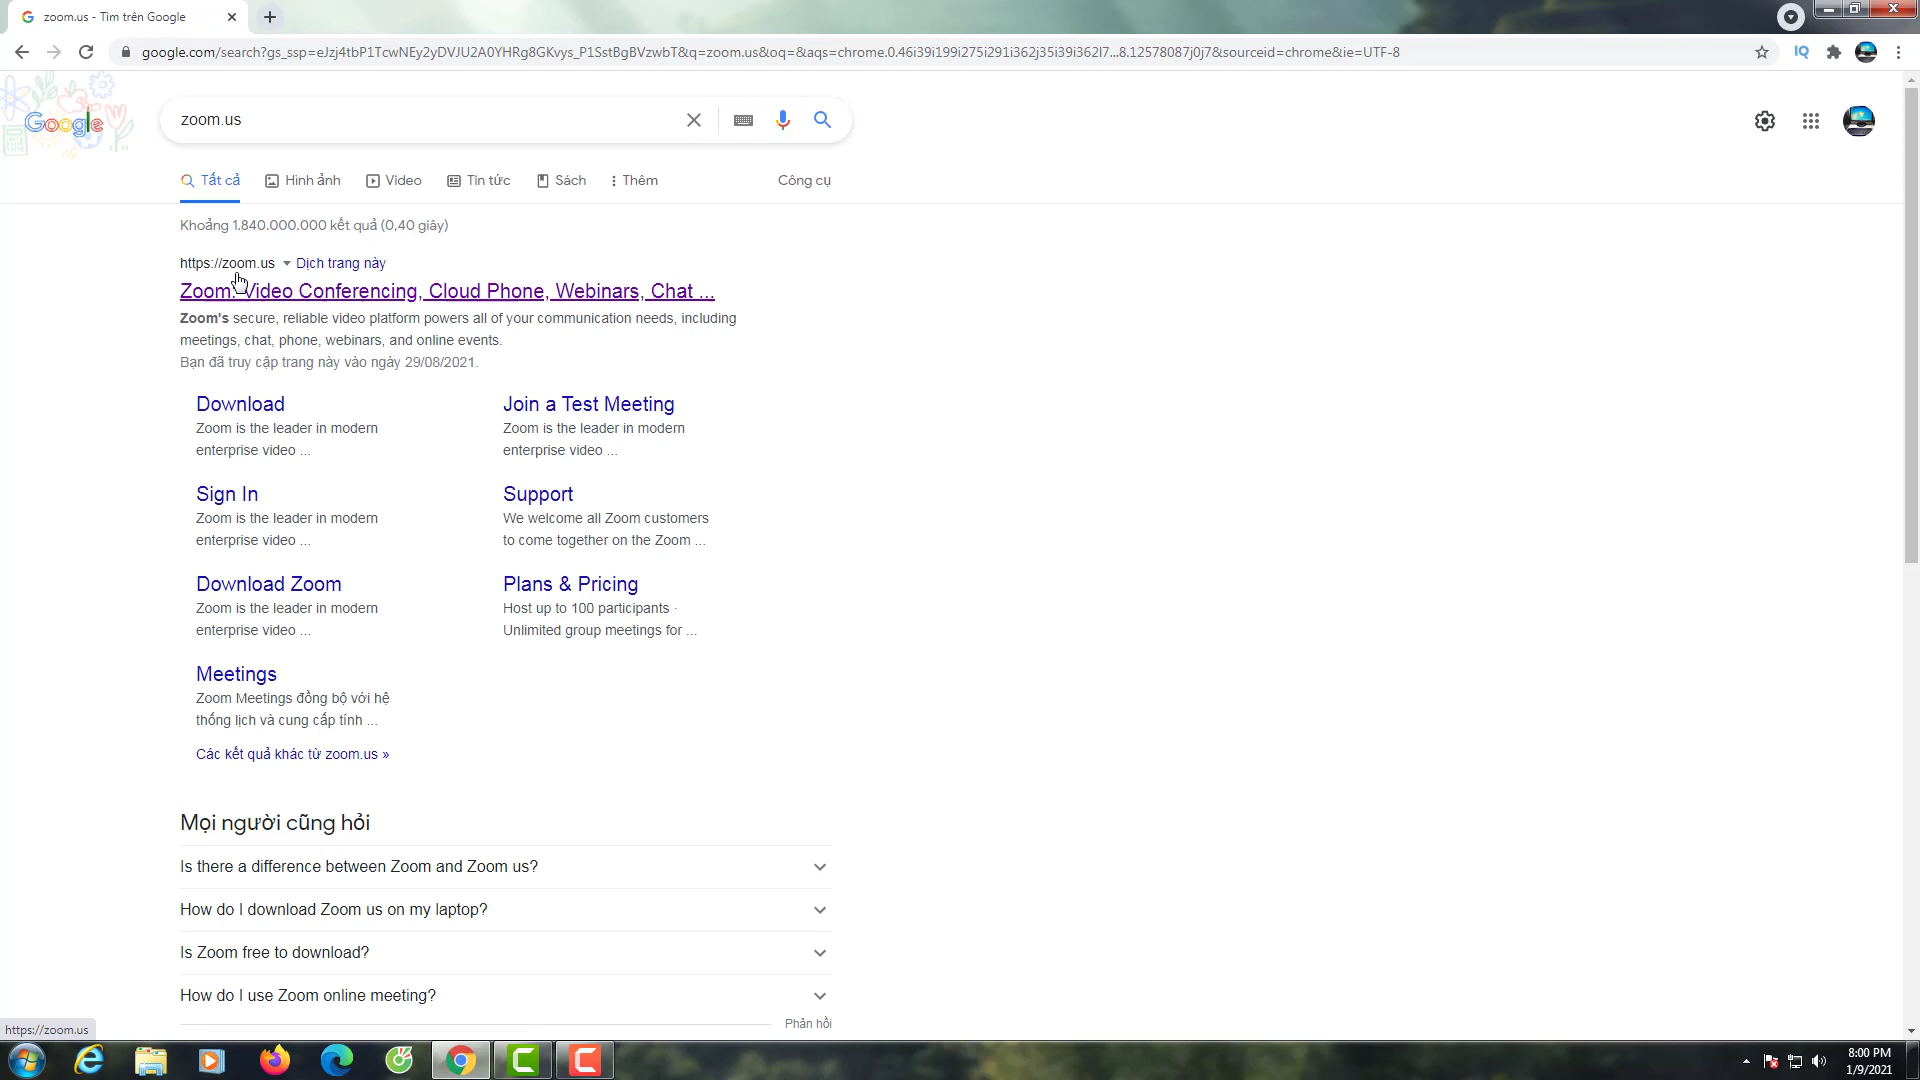 zoom.us - Tìm trên Google
google.com/search?gs_ssp=eJzj4tbP1TcwNEy2yDVJU2A0YHRg8GKvys_P1SstBgBVzwbT&q=zoom.us&oq=&aqs=chrome.0.46i39i199i275i291i362j35i39i362l7...8.12578087j0j7&sourceid=chrome&ie=UTF-8
IQ
Google
zoom.us
Tất cả
Hình ảnh
Video
Tin tức
Sách
Thêm
Công cụ
Khoảng 1.840.000.000 kết quả (0,40 giây)
https://zoom.us
Dịch trang này
Zoom: Video Conferencing, Cloud Phone, Webinars, Chat ...
Zoom's secure, reliable video platform powers all of your communication needs, including
meetings, chat, phone, webinars, and online events.
Bạn đã truy cập trang này vào ngày 29/08/2021.
Download
Zoom is the leader in modern
enterprise video ...
Join a Test Meeting
Zoom is the leader in modern
enterprise video ...
Sign In
Zoom is the leader in modern
enterprise video ...
Support
We welcome all Zoom customers
to come together on the Zoom ...
Download Zoom
Zoom is the leader in modern
enterprise video ...
Plans & Pricing
Host up to 100 participants ·
Unlimited group meetings for ...
Meetings
Zoom Meetings đồng bộ với hệ
thống lịch và cung cấp tính ...
Các kết quả khác từ zoom.us »
Mọi người cũng hỏi
Is there a difference between Zoom and Zoom us?
How do I download Zoom us on my laptop?
Is Zoom free to download?
How do I use Zoom online meeting?
Phản hồi
https://zoom.us
8:00 PM
1/9/2021